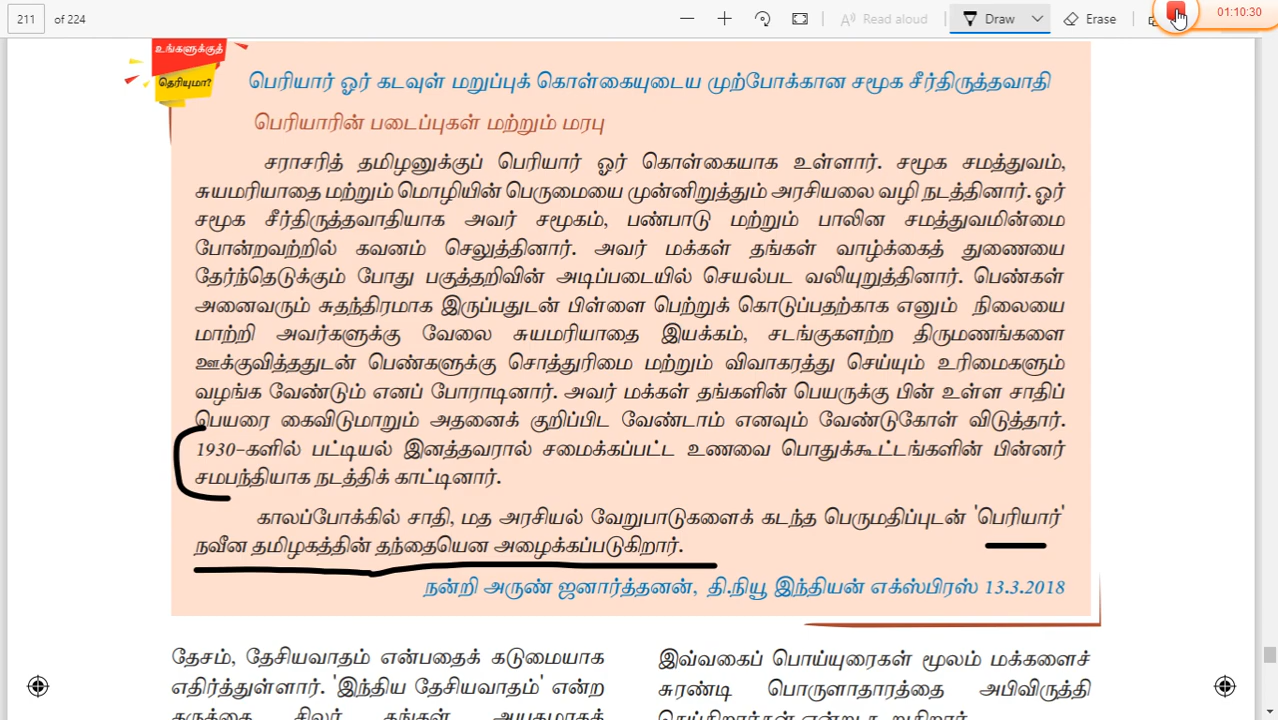 211 of 224
Read aloud
Draw
Erase
01:10:30
உங்களுக்குத்
தெரியுமா?
பெரியார் ஓர் கடவுள் மறுப்புக் கொள்கையுடைய முற்போக்கான சமூக சீர்திருத்தவாதி
பெரியாரின் படைப்புகள் மற்றும் மரபு
சராசரித் தமிழனுக்குப் பெரியார் ஓர் கொள்கையாக உள்ளார். சமூக சமத்துவம்,
சுயமரியாதை மற்றும் மொழியின் பெருமையை முன்னிறுத்தும் அரசியலை வழி நடத்தினார். ஓர்
சமூக சீர்திருத்தவாதியாக அவர் சமூகம், பண்பாடு மற்றும் பாலின சமத்துவமின்மை
போன்றவற்றில் கவனம் செலுத்தினார். அவர் மக்கள் தங்கள் வாழ்க்கைத் துணையை
தேர்ந்தெடுக்கும் போது பகுத்தறிவின் அடிப்படையில் செயல்பட வலியுறுத்தினார். பெண்கள்
அனைவரும் சுதந்திரமாக இருப்பதுடன் பிள்ளை பெற்றுக் கொடுப்பதற்காக எனும் நிலையை
மாற்றி அவர்களுக்கு வேலை சுயமரியாதை இயக்கம், சடங்குகளற்ற திருமணங்களை
ஊக்குவித்ததுடன் பெண்களுக்கு சொத்துரிமை மற்றும் விவாகரத்து செய்யும் உரிமைகளும்
வழங்க வேண்டும் எனப் போராடினார். அவர் மக்கள் தங்களின் பெயருக்கு பின் உள்ள சாதிப்
பெயரை கைவிடுமாறும் அதனைக் குறிப்பிட வேண்டாம் எனவும் வேண்டுகோள் விடுத்தார்.
1930-களில் பட்டியல் இனத்தவரால் சமைக்கப்பட்ட உணவை பொதுக்கூட்டங்களின் பின்னர்
சமபந்தியாக நடத்திக் காட்டினார்.
காலப்போக்கில் சாதி, மத அரசியல் வேறுபாடுகளைக் கடந்த பெருமதிப்புடன் 'பெரியார்'
நவீன தமிழகத்தின் தந்தையென அழைக்கப்படுகிறார்.
நன்றி அருண் ஜனார்த்தனன், தி.நியூ இந்தியன் எக்ஸ்பிரஸ் 13.3.2018
தேசம், தேசியவாதம் என்பதைக் கடுமையாக
எதிர்த்துள்ளார். 'இந்திய தேசியவாதம்' என்ற
இவ்வகைப் பொய்யுரைகள் மூலம் மக்களைச்
சுரண்டி பொருளாதாரத்தை அபிவிருத்தி